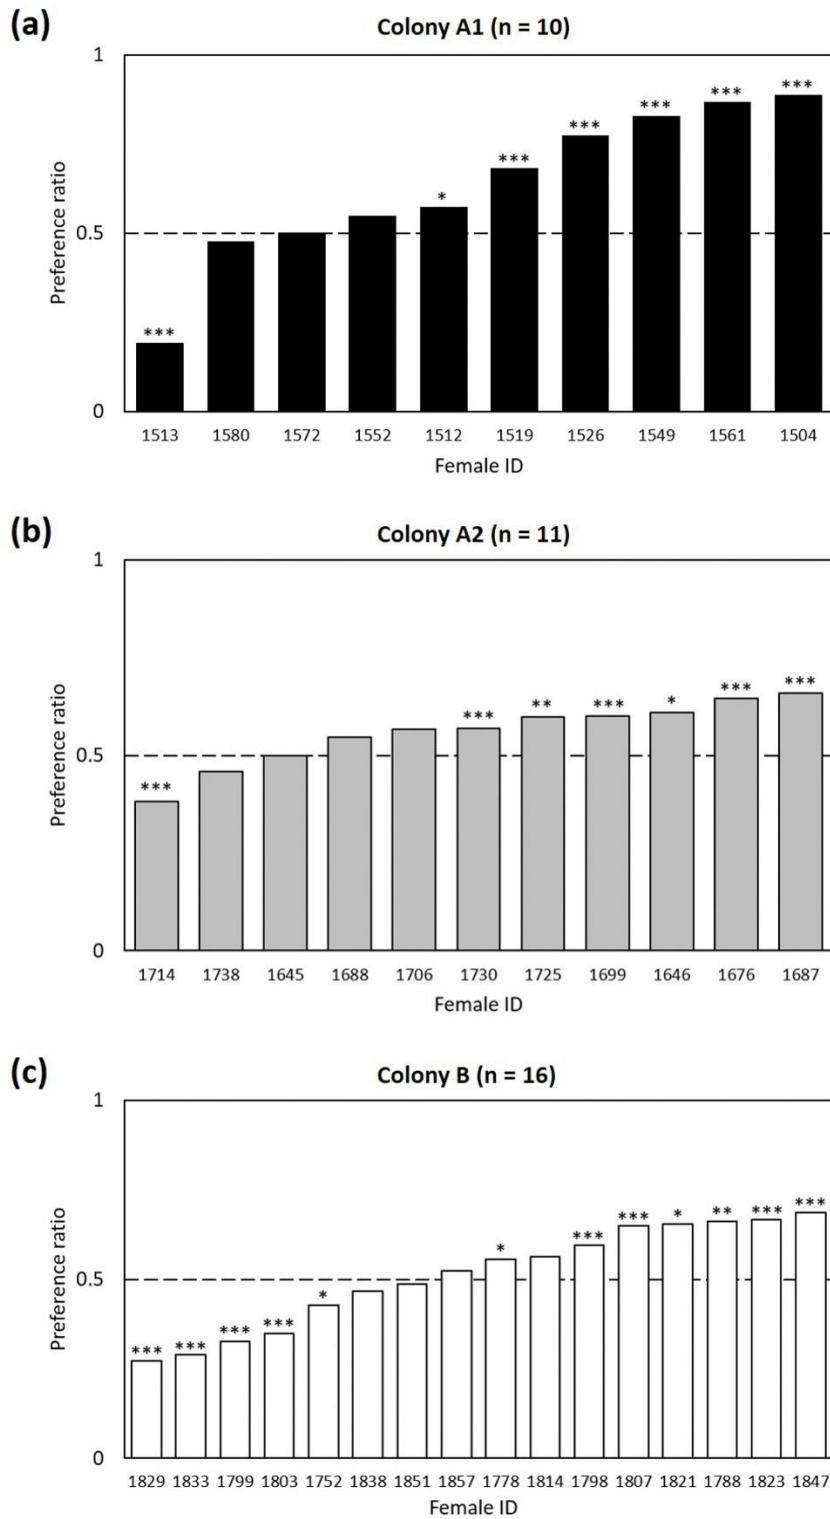 (a)
Colony A1 (n = 10)
1
0.5
0
Preference ratio
***
*
***
***
***
***
***
1513 1580 1572 1552 1512 1519 1526 1549 1561 1504
Female ID
(b)
Colony A2 (n = 11)
1
0.5
0
Preference ratio
***
***
**
***
*
***
***
1714 1738 1645 1688 1706 1730 1725 1699 1646 1676 1687
Female ID
(c)
Colony B (n = 16)
1
0.5
0
Preference ratio
***
***
***
***
*
*
***
***
*
**
***
***
1829 1833 1799 1803 1752 1838 1851 1857 1778 1814 1798 1807 1821 1788 1823 1847
Female ID